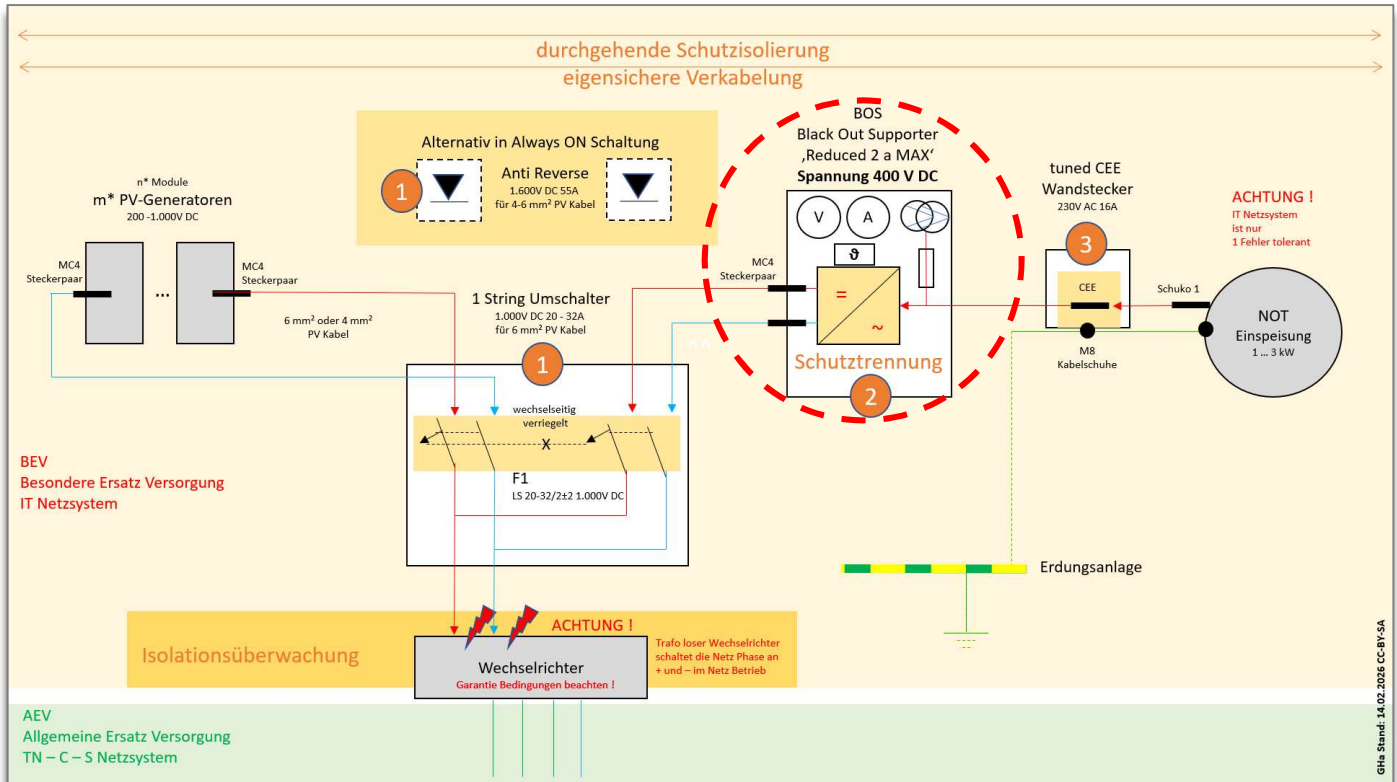 durchgehende Schutzisolierung
eigensichere Verkabelung
Alternativ in Always ON Schaltung
1
Anti Reverse
1.600V DC 55A
für 4-6 mm² PV Kabel
BOS
Black Out Supporter
‚Reduced 2 a MAX‘
Spannung 400 V DC
V
A
ϑ
=
~
MC4
Steckerpaar
Schutztrennung
2
tuned CEE
Wandstecker
230V AC 16A
3
CEE
M8
Kabelschuhe
Schuko 1
ACHTUNG !
IT Netzsystem
ist nur
1 Fehler tolerant
NOT
Einspeisung
1 ... 3 kW
n* Module
m* PV-Generatoren
200 -1.000V DC
MC4
Steckerpaar
...
MC4
Steckerpaar
6 mm² oder 4 mm²
PV Kabel
1 String Umschalter
1.000V DC 20 - 32A
für 6 mm² PV Kabel
1
wechselseitig
verriegelt
X
F1
LS 20-32/2±2 1.000V DC
BEV
Besondere Ersatz Versorgung
IT Netzsystem
Erdungsanlage
Isolationsüberwachung
ACHTUNG !
Wechselrichter
Garantie Bedingungen beachten !
Trafo loser Wechselrichter
schaltet die Netz Phase an
+ und – im Netz Betrieb
AEV
Allgemeine Ersatz Versorgung
TN – C – S Netzsystem
GHa Stand: 14.02.2026 CC-BY-SA